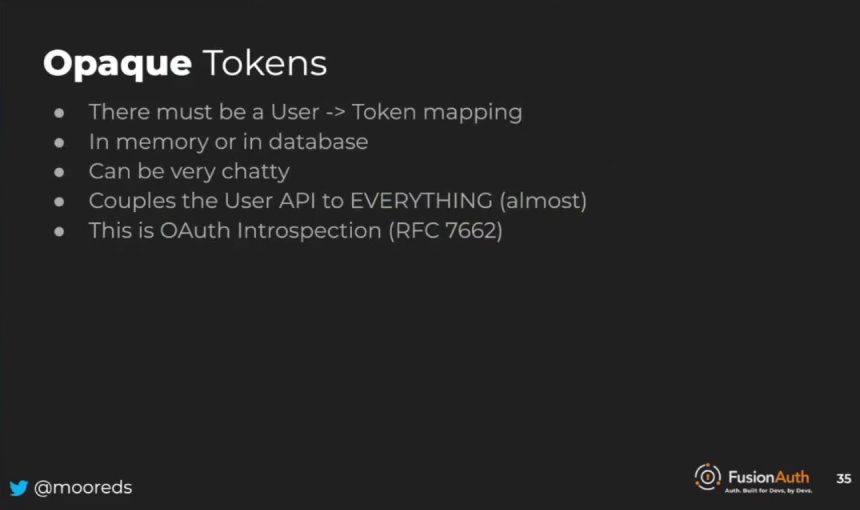 Opaque Tokens
● There must be a User -> Token mapping
● In memory or in database
● Can be very chatty
● Couples the User API to EVERYTHING (almost)
● This is OAuth Introspection (RFC 7662)
@mooreds
FusionAuth
Auth. Built for Devs, by Devs.
35